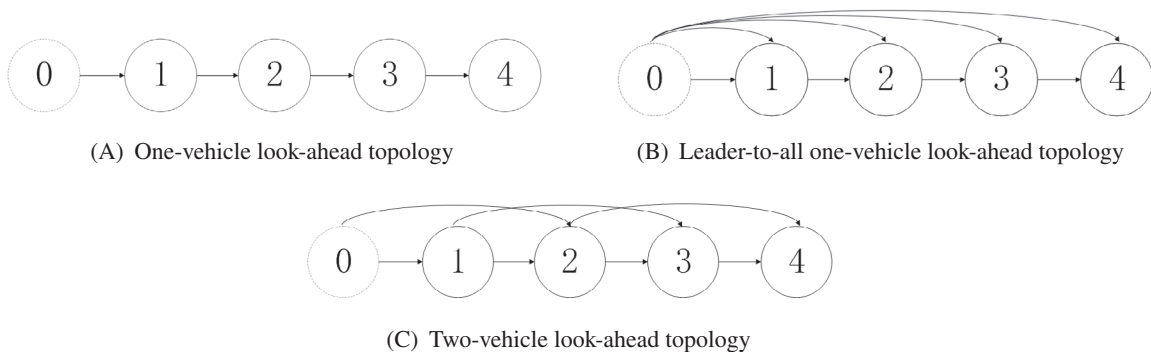 0 1 2 3 4
0 1 2 3 4
(A) One-vehicle look-ahead topology
(B) Leader-to-all one-vehicle look-ahead topology
0 1 2 3 4
(C) Two-vehicle look-ahead topology